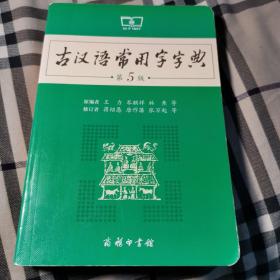 古汉语常用字字典
第5版
原编者 王 力 岑麒祥 林 焘 等
修订者 蒋绍愚 唐作藩 张万起 等
商务印书馆